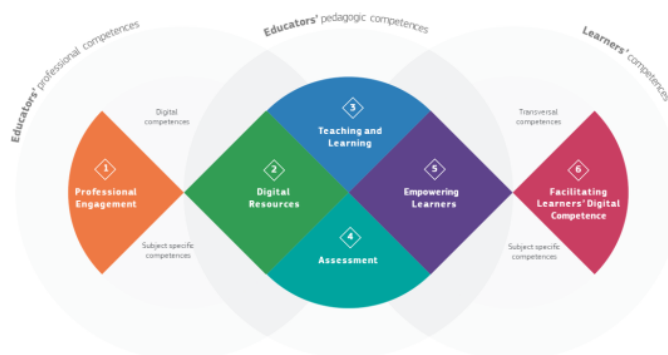 Educators' professional competences
Educators' pedagogic competences
Learners' competences
Digital
competences
Transversal
competences
Subject specific
competences
Subject specific
competences
1
Professional
Engagement
2
Digital
Resources
3
Teaching and
Learning
4
Assessment
5
Empowering
Learners
6
Facilitating
Learners' Digital
Competence